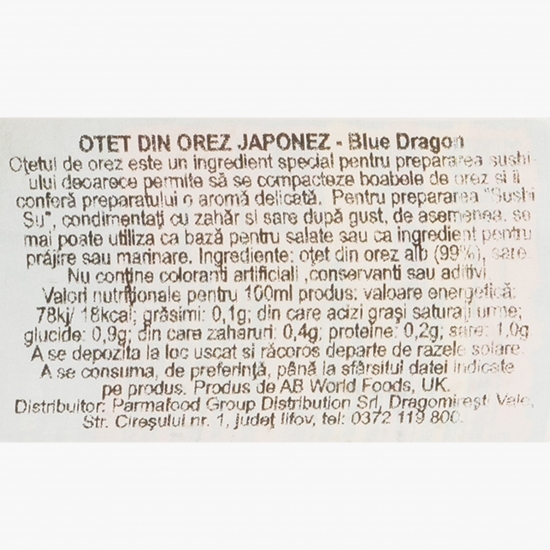 OTET DIN OREZ JAPONEZ - Blue Dragon
Oțetul de orez este un ingredient special pentru prepararea sushi-
ului deoarece permite să se compacteze boabele de orez si îi
conferă preparatului o aromă delicată. Pentru prepararea "Sushi
Su", condimentați cu zahăr si sare după gust, de asemenea, se
mai poate utiliza ca bază pentru salate sau ca ingredient pentru
prăjire sau marinare. Ingrediente: oțet din orez alb (99%), sare
Nu conține coloranti artificiali ,conservanti sau aditivi
Valori nutriționale pentru 100ml produs: valoare energetică:
78kj/ 18kcal; grăsimi: 0,1g; din care acizi grași saturați urme;
glucide: 0,9g; din care zaharuri: 0,4g; proteine: 0,2g; sare: 1,0g
A se depozita la loc uscat si răcoros departe de razele solare.
A se consuma, de preferință, până la sfârsitul datei indicate
pe produs. Produs de AB World Foods, UK.
Distribuitor: Parmafood Group Distribution Srl, Dragomirești Vale,
Str. Cireșului nr. 1, județ Ilfov, tel: 0372 119 800.